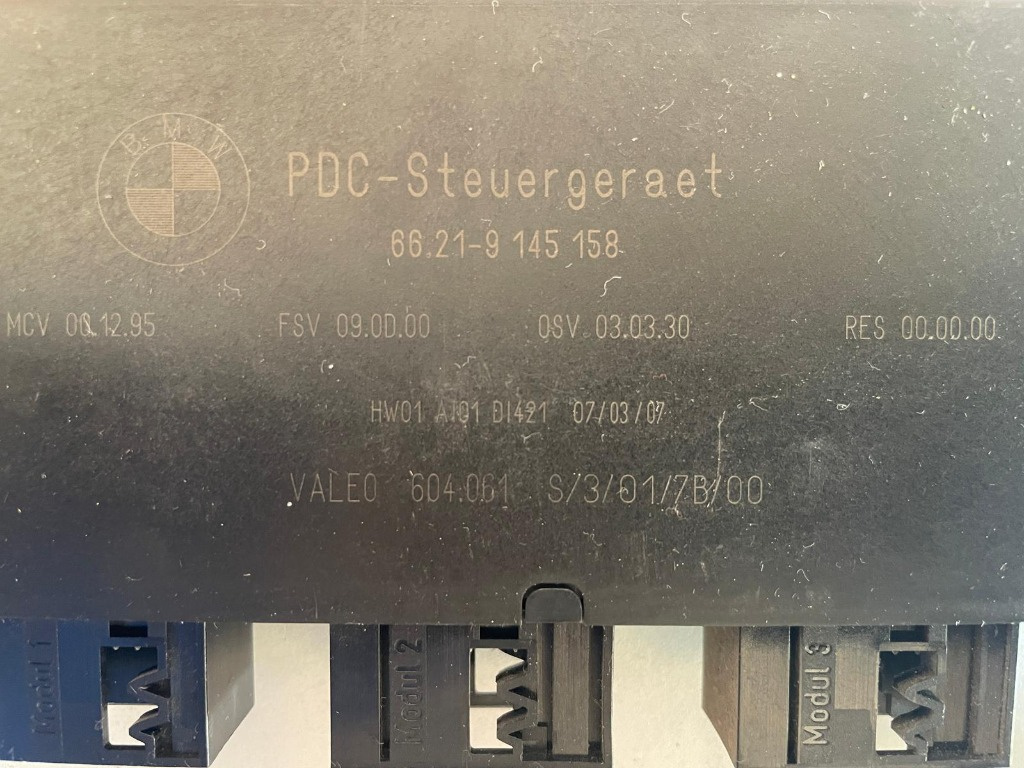 BMW
PDC-Steuergeraet
66.21-9 145 158
MCV 00.12.95 FSV 09.0D.00 OSV 03.03.30 RES 00.00.00
HW01 AI01 DI421 07/03/07
VALEO 604.061 S/3/01/7B/00
Modul 1 Modul 2 Modul 3